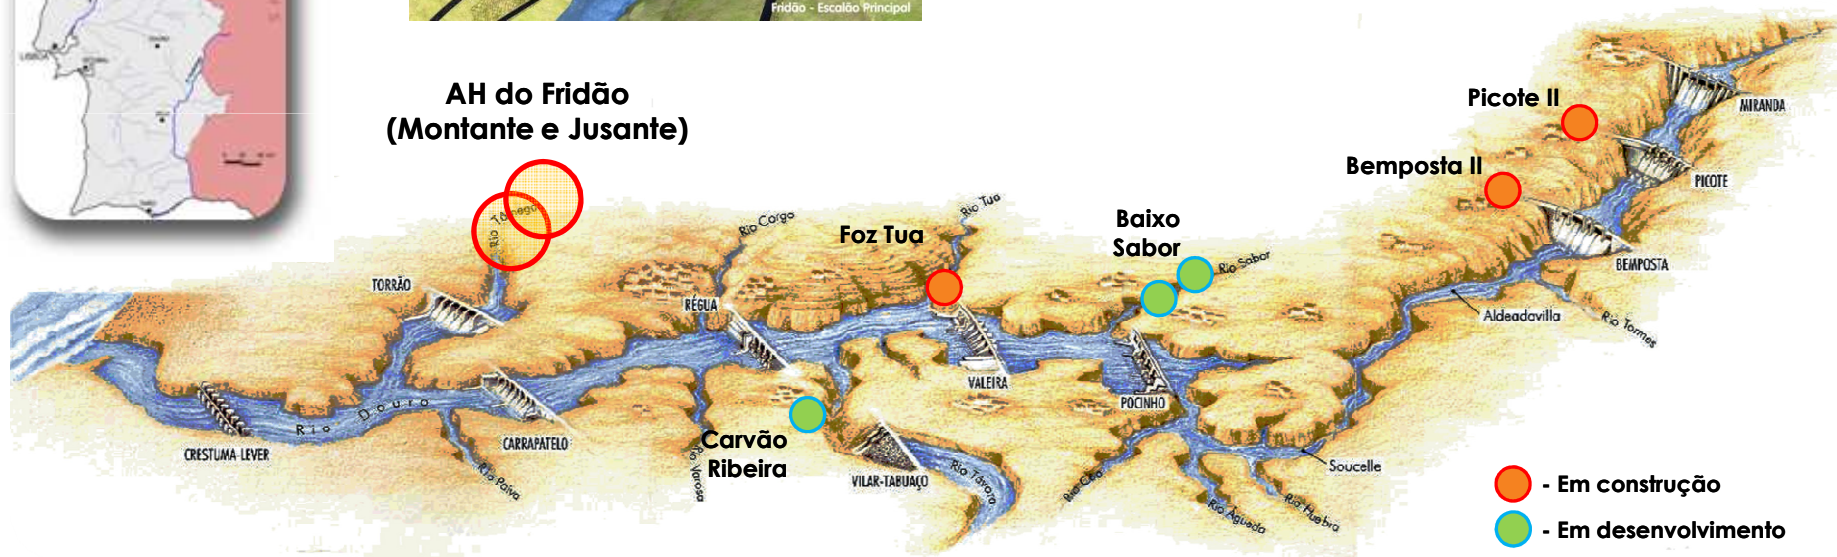 Fridão - Escalão Principal
LISBOA
AH do Fridão
(Montante e Jusante)
Picote II
MIRANDA
Bemposta II
PICOTE
Rio Tâmega
Rio Corgo
Rio Tua
Foz Tua
Baixo
Sabor
Rio Sabor
BEMPOSTA
TORRÃO
RÉGUA
Aldeadavilla
Rio Tormes
VALEIRA
POCINHO
Rio Douro
CRESTUMA-LEVER
CARRAPATELO
Carvão
Ribeira
Rio Paiva
Rio Varosa
VILAR-TABUAÇO
Rio Távora
Rio Côa
Soucelle
Rio Águeda
Rio Huebra
- Em construção
- Em desenvolvimento